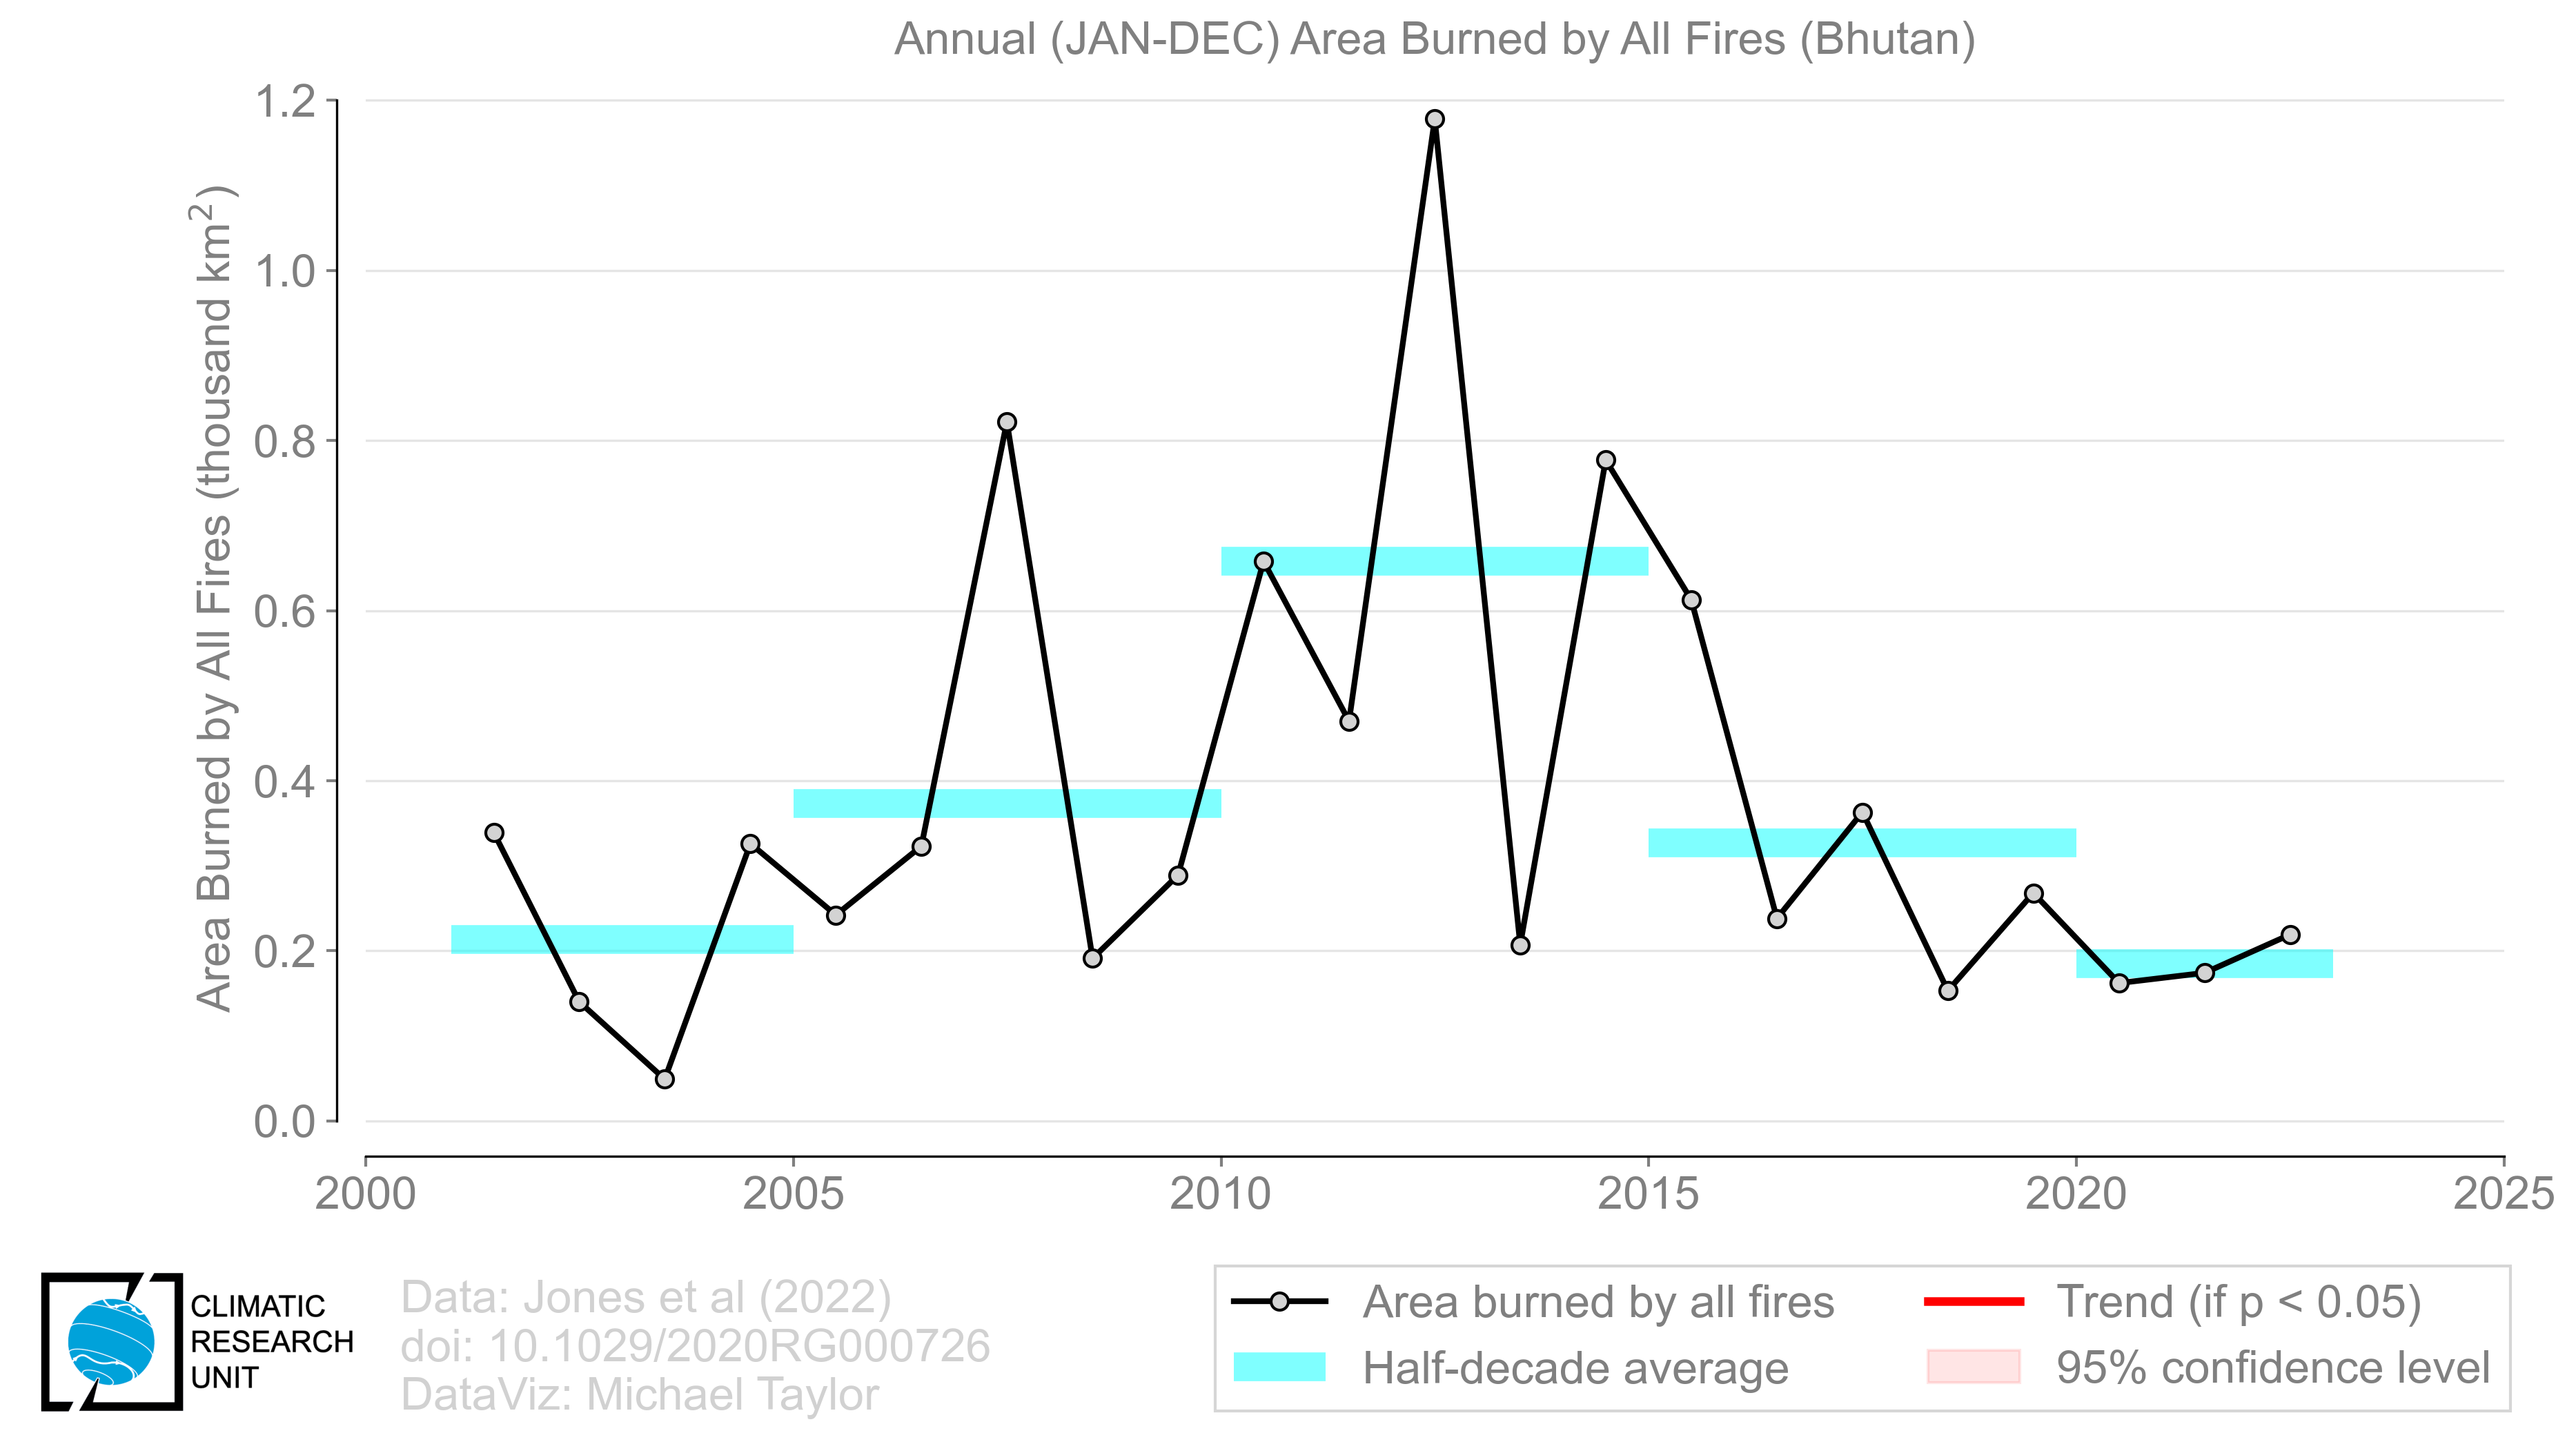 Annual (JAN-DEC) Area Burned by All Fires (Bhutan)
Area Burned by All Fires (thousand km²)
1.2
1.0
0.8
0.6
0.4
0.2
0.0
2000 2005 2010 2015 2020 2025
CLIMATIC
RESEARCH
UNIT
Data: Jones et al (2022)
doi: 10.1029/2020RG000726
DataViz: Michael Taylor
Area burned by all fires
Half-decade average
Trend (if p < 0.05)
95% confidence level